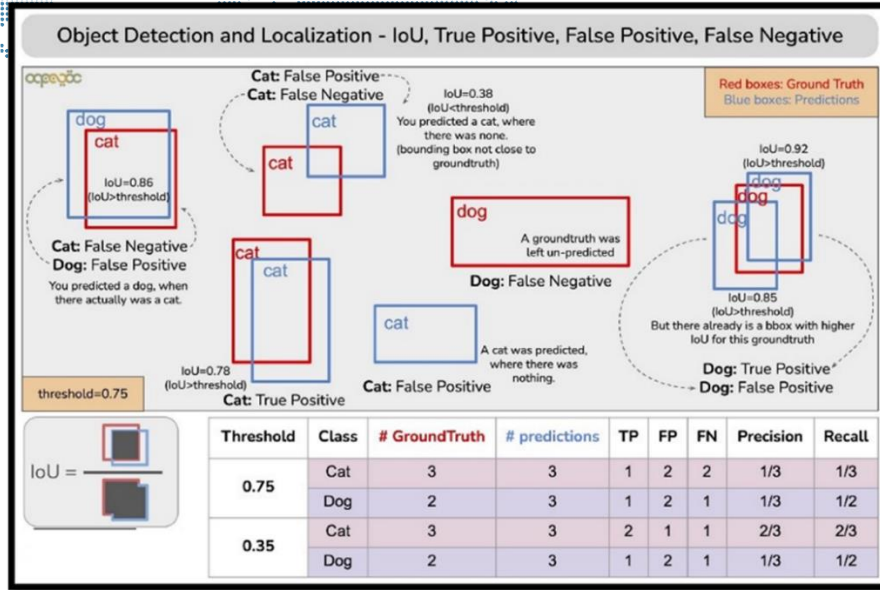 Object Detection and Localization - IoU, True Positive, False Positive, False Negative
Red boxes: Ground Truth
Blue boxes: Predictions
dog
cat
IoU=0.86
(IoU>threshold)
Cat: False Negative
Dog: False Positive
You predicted a dog, when
there actually was a cat.
Cat: False Positive
Cat: False Negative
cat
cat
IoU=0.38
(IoU<threshold)
You predicted a cat, where
there was none.
(bounding box not close to
groundtruth)
cat
cat
IoU=0.78
(IoU>threshold)
Cat: True Positive
dog
A groundtruth was
left un-predicted
Dog: False Negative
cat
A cat was predicted,
where there was
nothing.
Cat: False Positive
IoU=0.92
(IoU>threshold)
dog
dog
dog
IoU=0.85
(IoU>threshold)
But there already is a bbox with higher
IoU for this groundtruth
Dog: True Positive
Dog: False Positive
threshold=0.75
IoU =
Threshold Class # GroundTruth # predictions TP FP FN Precision Recall
0.75
Cat 3 3 1 2 2 1/3 1/3
Dog 2 3 1 2 1 1/3 1/2
0.35
Cat 3 3 2 1 1 2/3 2/3
Dog 2 3 1 2 1 1/3 1/2